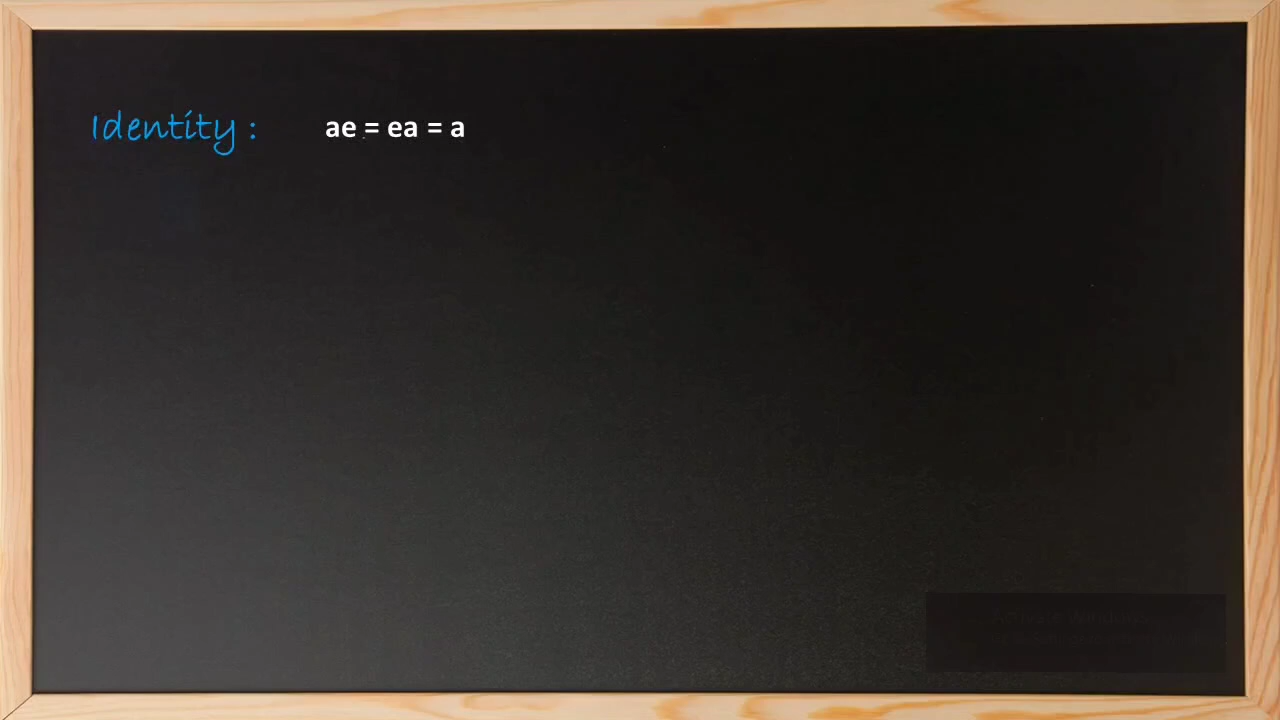 Identity : ae = ea = a